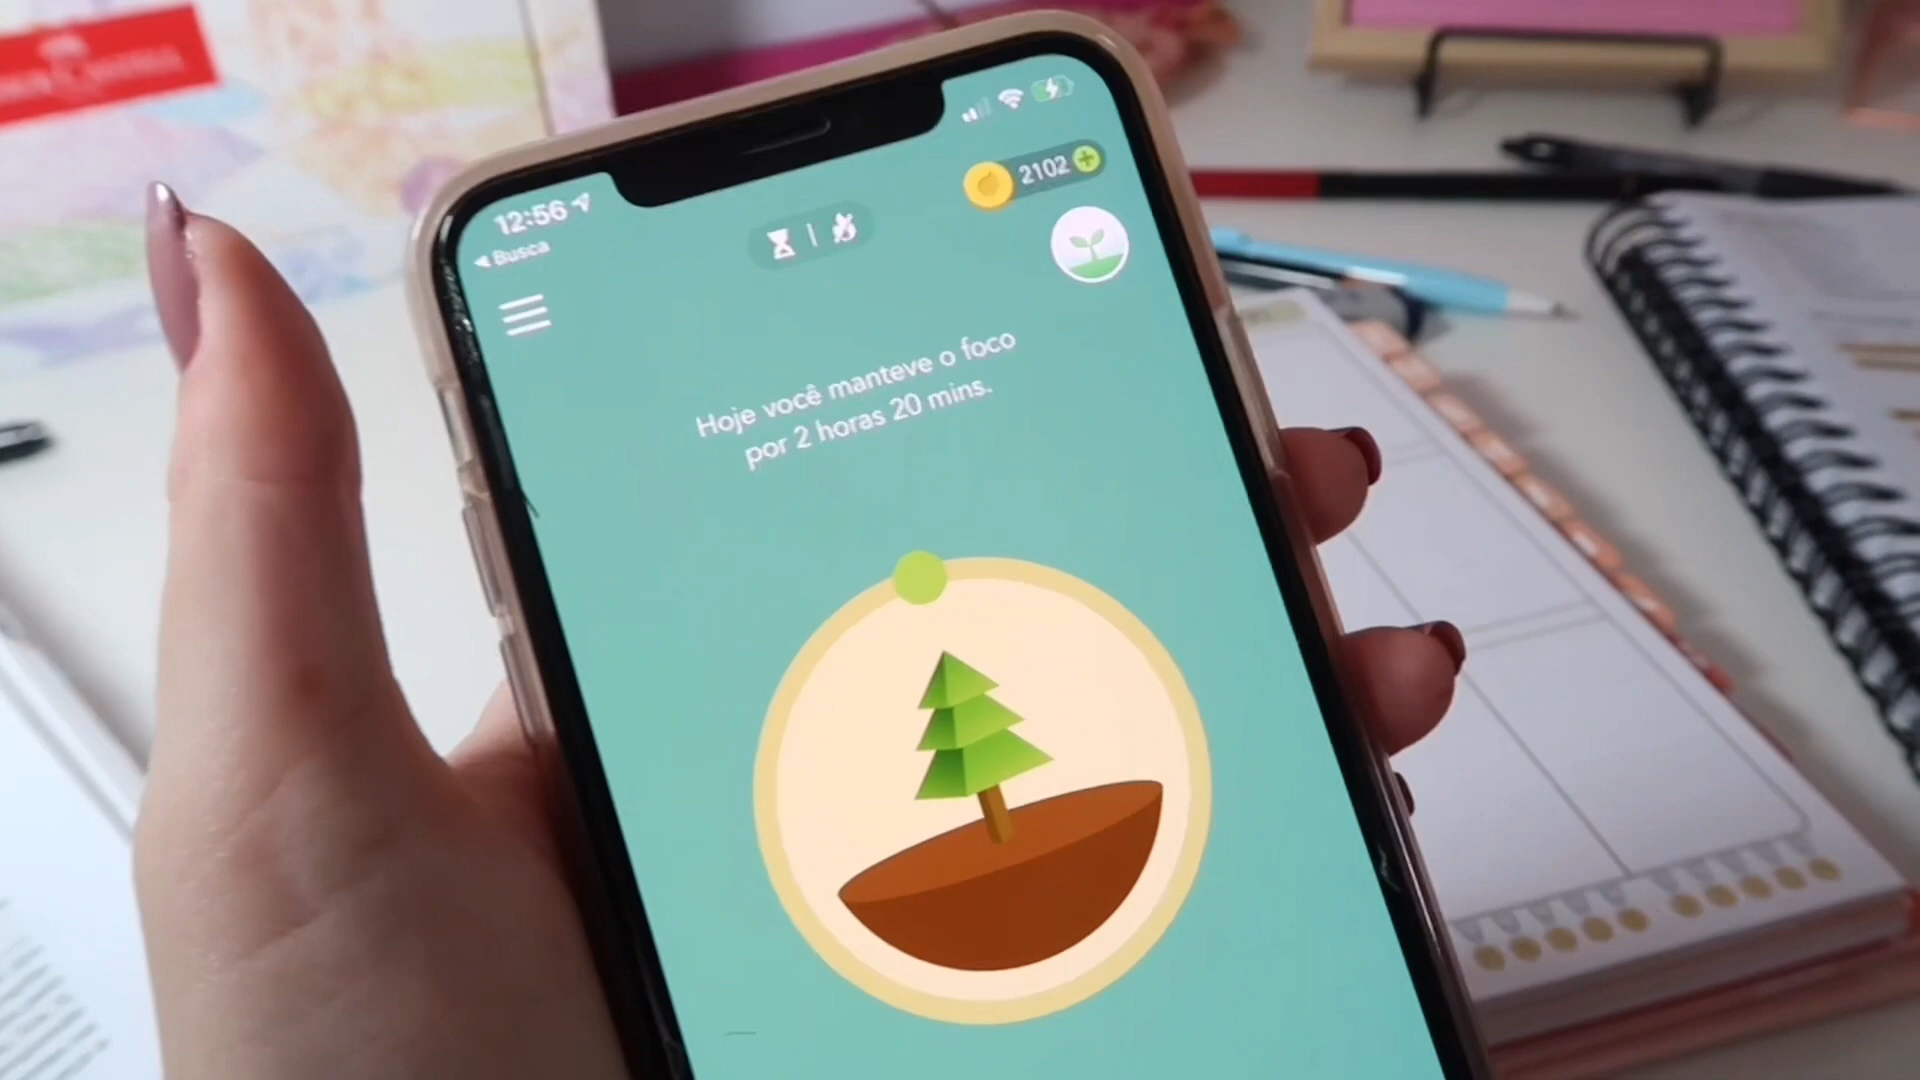 12:56
Busca
2102
Hoje você manteve o foco
por 2 horas 20 mins.